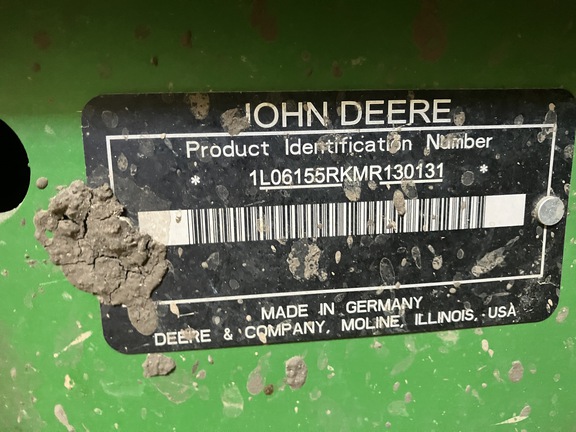 JOHN DEERE
Product Identification Number
* 1L06155RKMR130131 *
MADE IN GERMANY
DEERE & COMPANY, MOLINE, ILLINOIS, USA